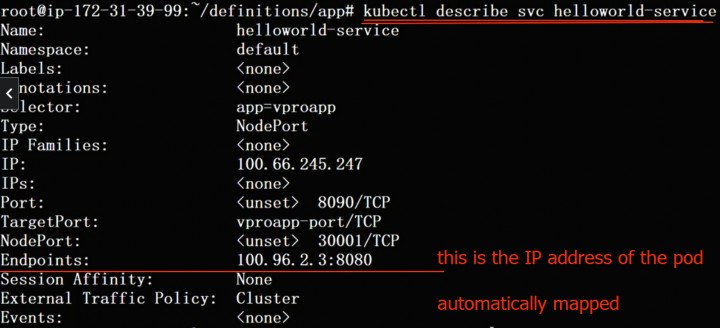 root@ip-172-31-39-99:~/definitions/app# kubectl describe svc helloworld-service
Name: helloworld-service
Namespace: default
Labels: <none>
notations: <none>
elector: app=vproapp
Type: NodePort
IP Families: <none>
IP: 100.66.245.247
IPs: <none>
Port: <unset> 8090/TCP
TargetPort: vproapp-port/TCP
NodePort: <unset> 30001/TCP
Endpoints: 100.96.2.3:8080 this is the IP address of the pod
Session Affinity: None
External Traffic Policy: Cluster automatically mapped
Events: <none>